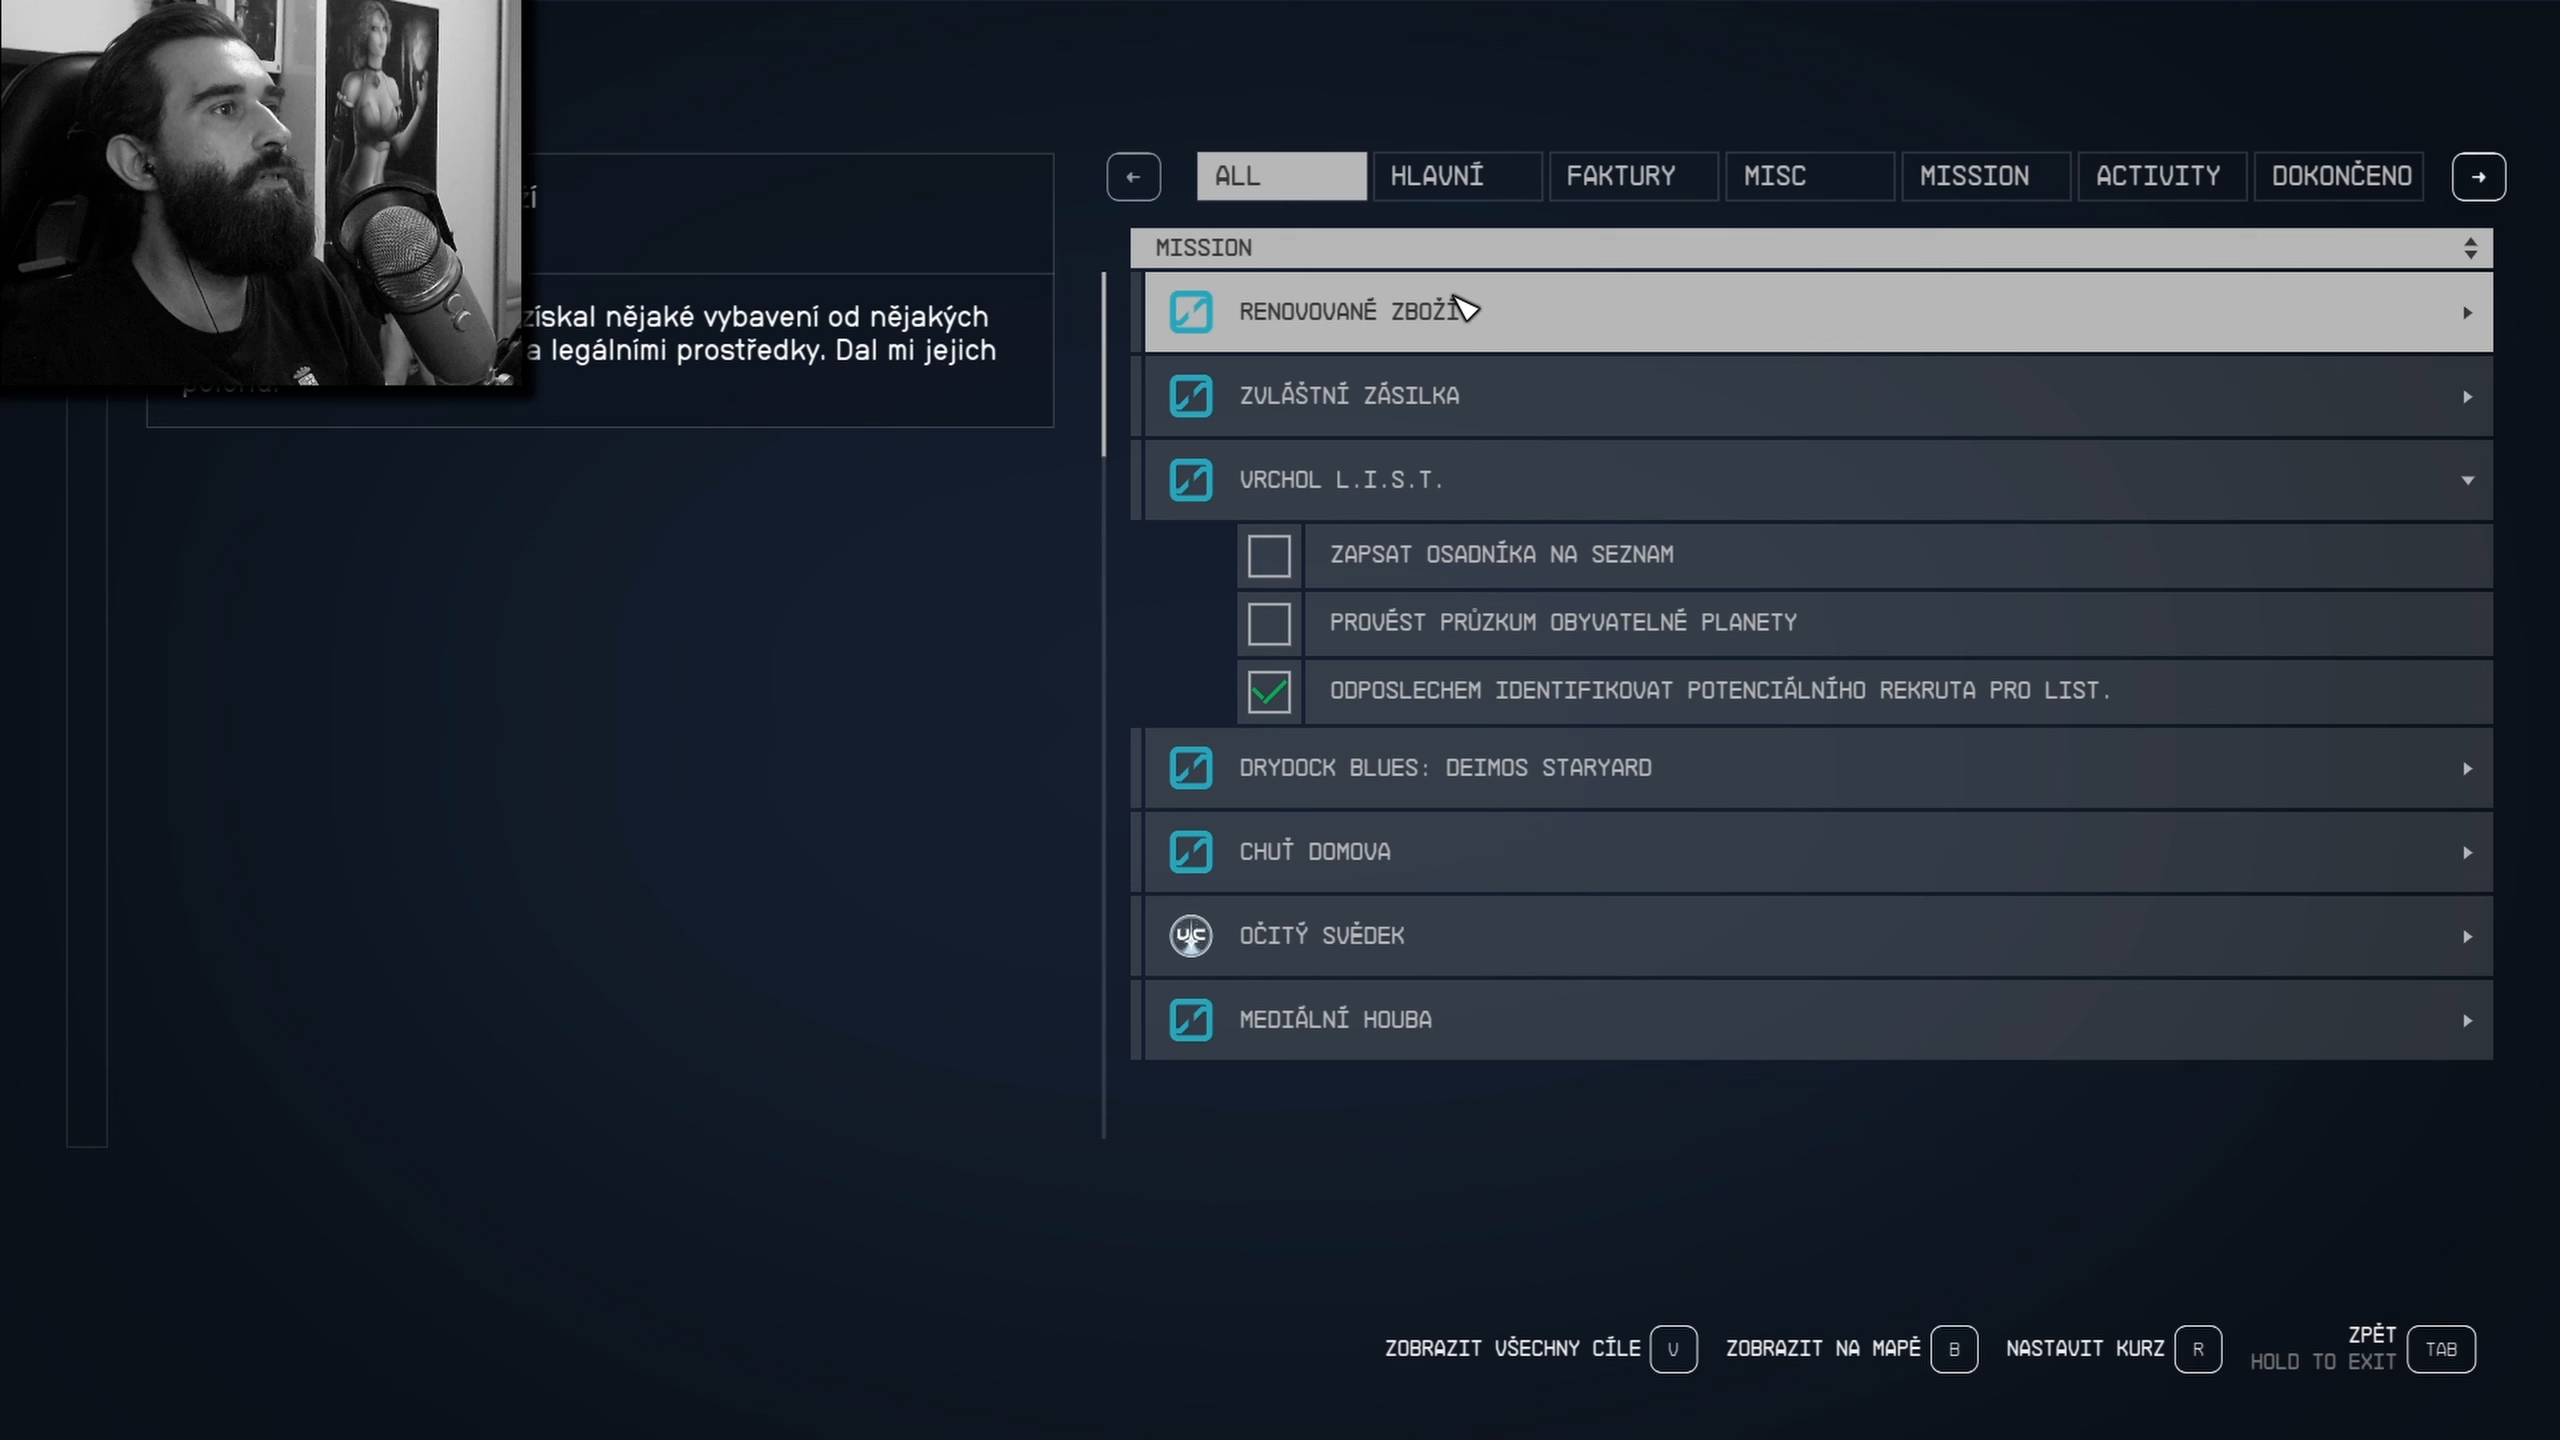 získal nějaké vybavení od nějakých
a legálními prostředky. Dal mi jejich
ALL
HLAVNÍ
FAKTURY
MISC
MISSION
ACTIVITY
DOKONČENO
MISSION
RENOVOVANÉ ZBOŽÍ
ZVLÁŠTNÍ ZÁSILKA
VRCHOL L.I.S.T.
ZAPSAT OSADNÍKA NA SEZNAM
PROVÉST PRŮZKUM OBYVATELNÉ PLANETY
ODPOSLECHEM IDENTIFIKOVAT POTENCIÁLNÍHO REKRUTA PRO LIST.
DRYDOCK BLUES: DEIMOS STARYARD
CHUŤ DOMOVA
UC
OČITÝ SVĚDEK
MEDIÁLNÍ HOUBA
ZOBRAZIT VŠECHNY CÍLE V
ZOBRAZIT NA MAPĚ B
NASTAVIT KURZ R
ZPĚT
HOLD TO EXIT
TAB